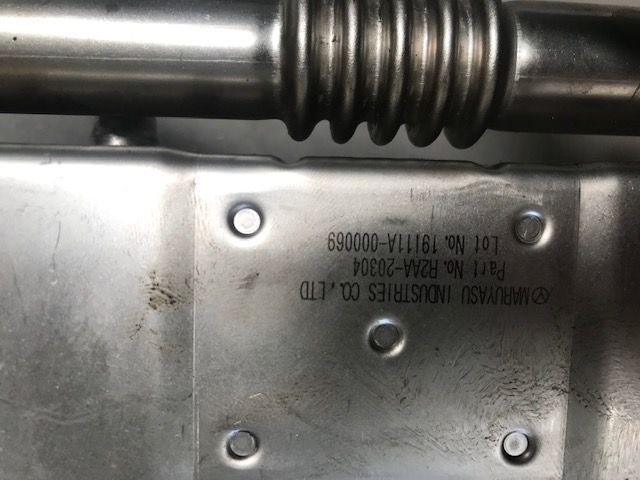 MARUYASU INDUSTRIES CO., LTD
Part No. R2AA-20304
Lot No. 19111A-000069